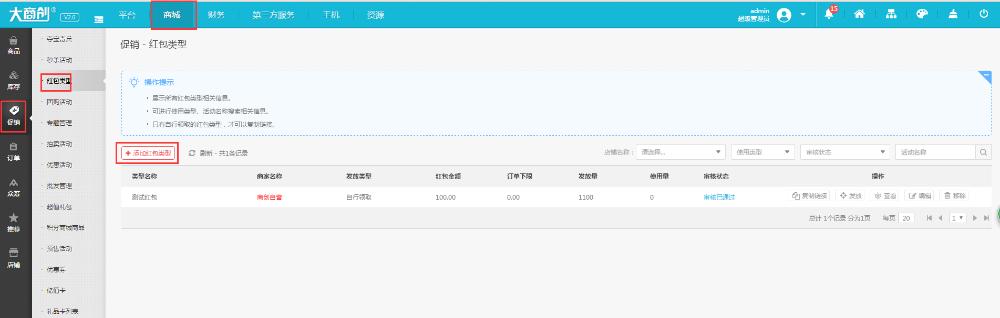 大商创® V2.0
平台
商城
财务
第三方服务
手机
资源
admin
超级管理员
15
商品
库存
促销
订单
众筹
推荐
店铺
夺宝奇兵
秒杀活动
红包类型
团购活动
专题管理
拍卖活动
优惠活动
批发管理
超值礼包
积分商城商品
预售活动
优惠券
储值卡
礼品卡列表
促销 - 红包类型
操作提示
展示所有红包类型相关信息。
可进行使用类型、活动名称搜索相关信息。
只有自行领取的红包类型，才可以复制链接。
添加红包类型 刷新 - 共1条记录 店铺名称： 请选择... 使用类型 审核状态 活动名称
类型名称 商家名称 发放类型 红包金额 订单下限 发放量 使用量 审核状态 操作
测试红包 商创自营 自行领取 100.00 0.00 1100 0 审核已通过 复制链接 发放 查看 编辑 移除
总计 1个记录 分为1页 每页 20 1